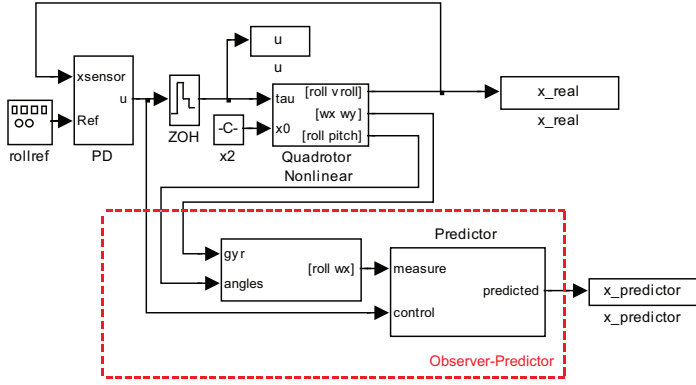 u
u
xsensor
u
Ref
PD
rollref
ZOH
tau
x0
[roll vroll]
[wx wy]
[roll pitch]
Quadrotor
Nonlinear
-C-
x2
x_real
x_real
gyr
angles
[roll wx]
Predictor
measure
control
predicted
x_predictor
x_predictor
Observer-Predictor